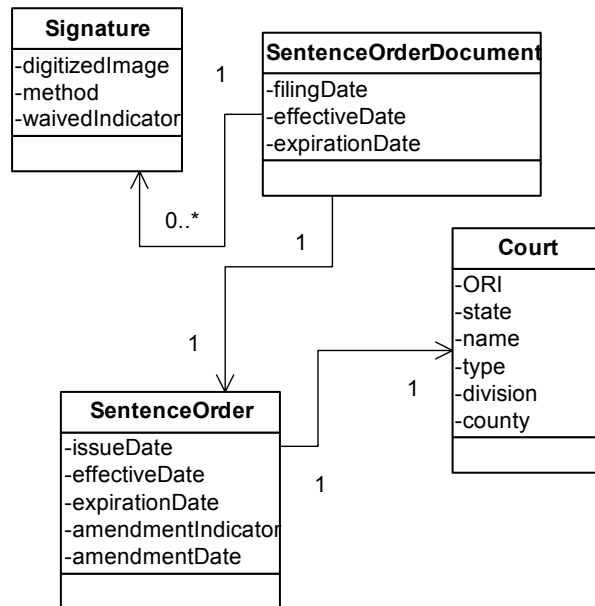 Signature
-digitizedImage
-method
-waivedIndicator
1
SentenceOrderDocument
-filingDate
-effectiveDate
-expirationDate
0..*
1
Court
-ORI
-state
-name
-type
-division
-county
1
1
SentenceOrder
-issueDate
-effectiveDate
-expirationDate
-amendmentIndicator
-amendmentDate
1